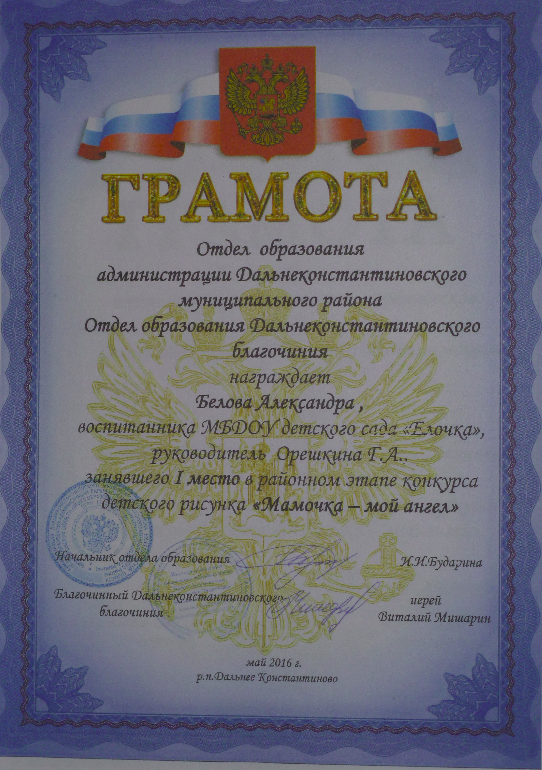 ГРАМОТА
Отдел образования
администрации Дальнеконстантиновского
муниципального района
Отдел образования Дальнеконстантиновского
благочиния
награждает
Белова Александра ,
воспитанника МБДОУ детского сада «Елочка»,
руководитель Орешкина Г.А..
занявшего I место в районном этапе конкурса
детского рисунка «Мамочка – мой ангел»
Начальник отдела образования И.И.Бударина
Благочинный Дальнеконстантиновского иерей
благочиния Виталий Мишарин
май 2016 г.
р.п.Дальнее Константиново